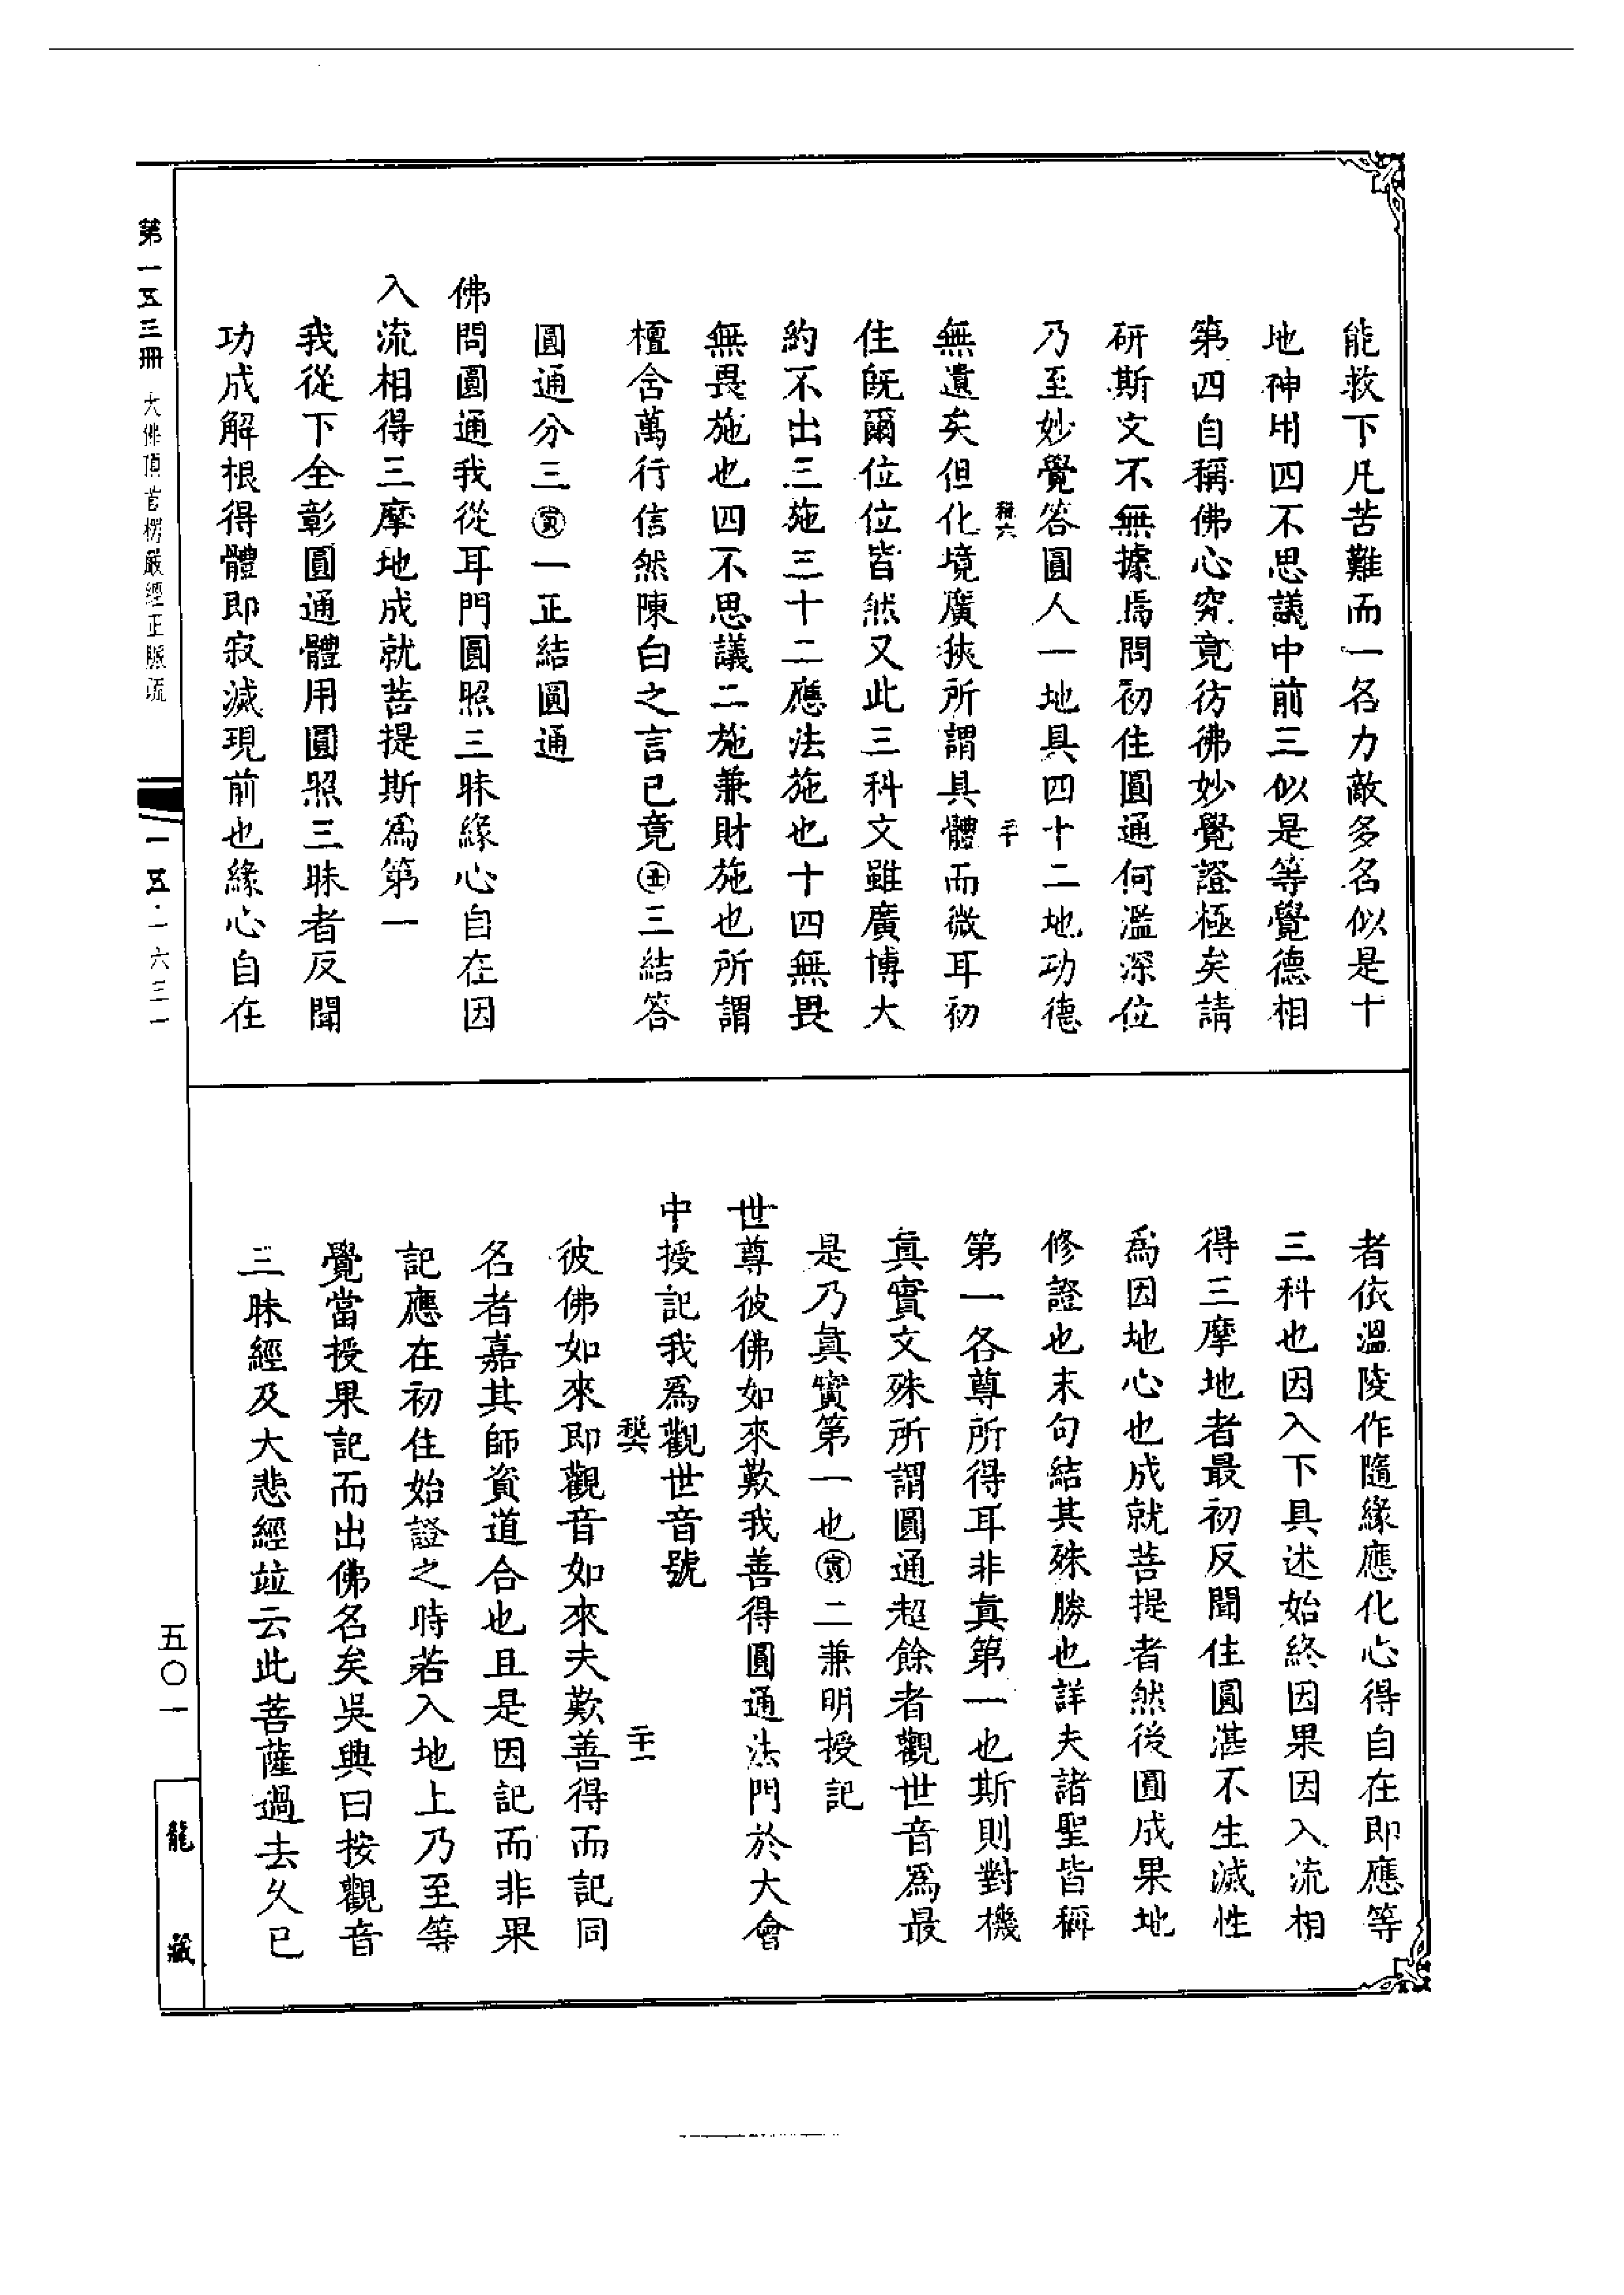 能救下凡苦難而一名力敵多名似是十
地神用四不思議中前三似是等覺德相
第四自稱佛心究竟彷彿妙覺證極矣請
研斯文不無據焉問初住圓通何濫深位
乃至妙覺答圓人一地具四十二地功德
無遺矣但化境廣狹所謂具體而微耳初
住既爾位位皆然又此三科文雖廣博大
約不出三施三十二應法施也十四無畏
無畏施也四不思議二施兼財施也所謂
檀含萬行信然陳白之言已竟㊄三結答
圓通分三㊢一正結圓通
佛問圓通我從耳門圓照三昧緣心自在因
入流相得三摩地成就菩提斯爲第一
我從下全彰圓通體用圓照三昧者反聞
功成解根得體即寂滅現前也緣心自在
者依溫陵作隨緣應化心得自在即應等
三科也因入下具述始終因果因入流相
得三摩地者最初反聞住圓湛不生滅性
爲因地心也成就菩提者然後圓成果地
修證也末句結其殊勝也詳夫諸聖皆稱
第一各尊所得耳非眞第一也斯則對機
眞實文殊所謂圓通超餘者觀世音爲最
是乃眞實第一也寅二兼明授記
世尊彼佛如來歎我善得圓通法門於大會
中授記我爲觀世音號
彼佛如來即觀音如來夫歎善得而記同
名者嘉其師資道合也且是因記而非果
記應在初住始證之時若入地上乃至等
覺當授果記而出佛名矣吳興曰按觀音
三昧經及大悲經竝云此菩薩過去久已
第一五三冊 大佛頂首楞嚴經正脈疏
一五·一六三一
五〇一
龍藏